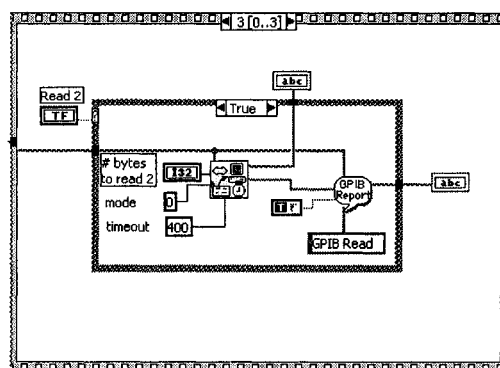 3 [0..3]
abc
Read 2
TF
True
# bytes
to read 2
I32
GPIB
Report
abc
mode
0
T
timeout
400
GPIB Read